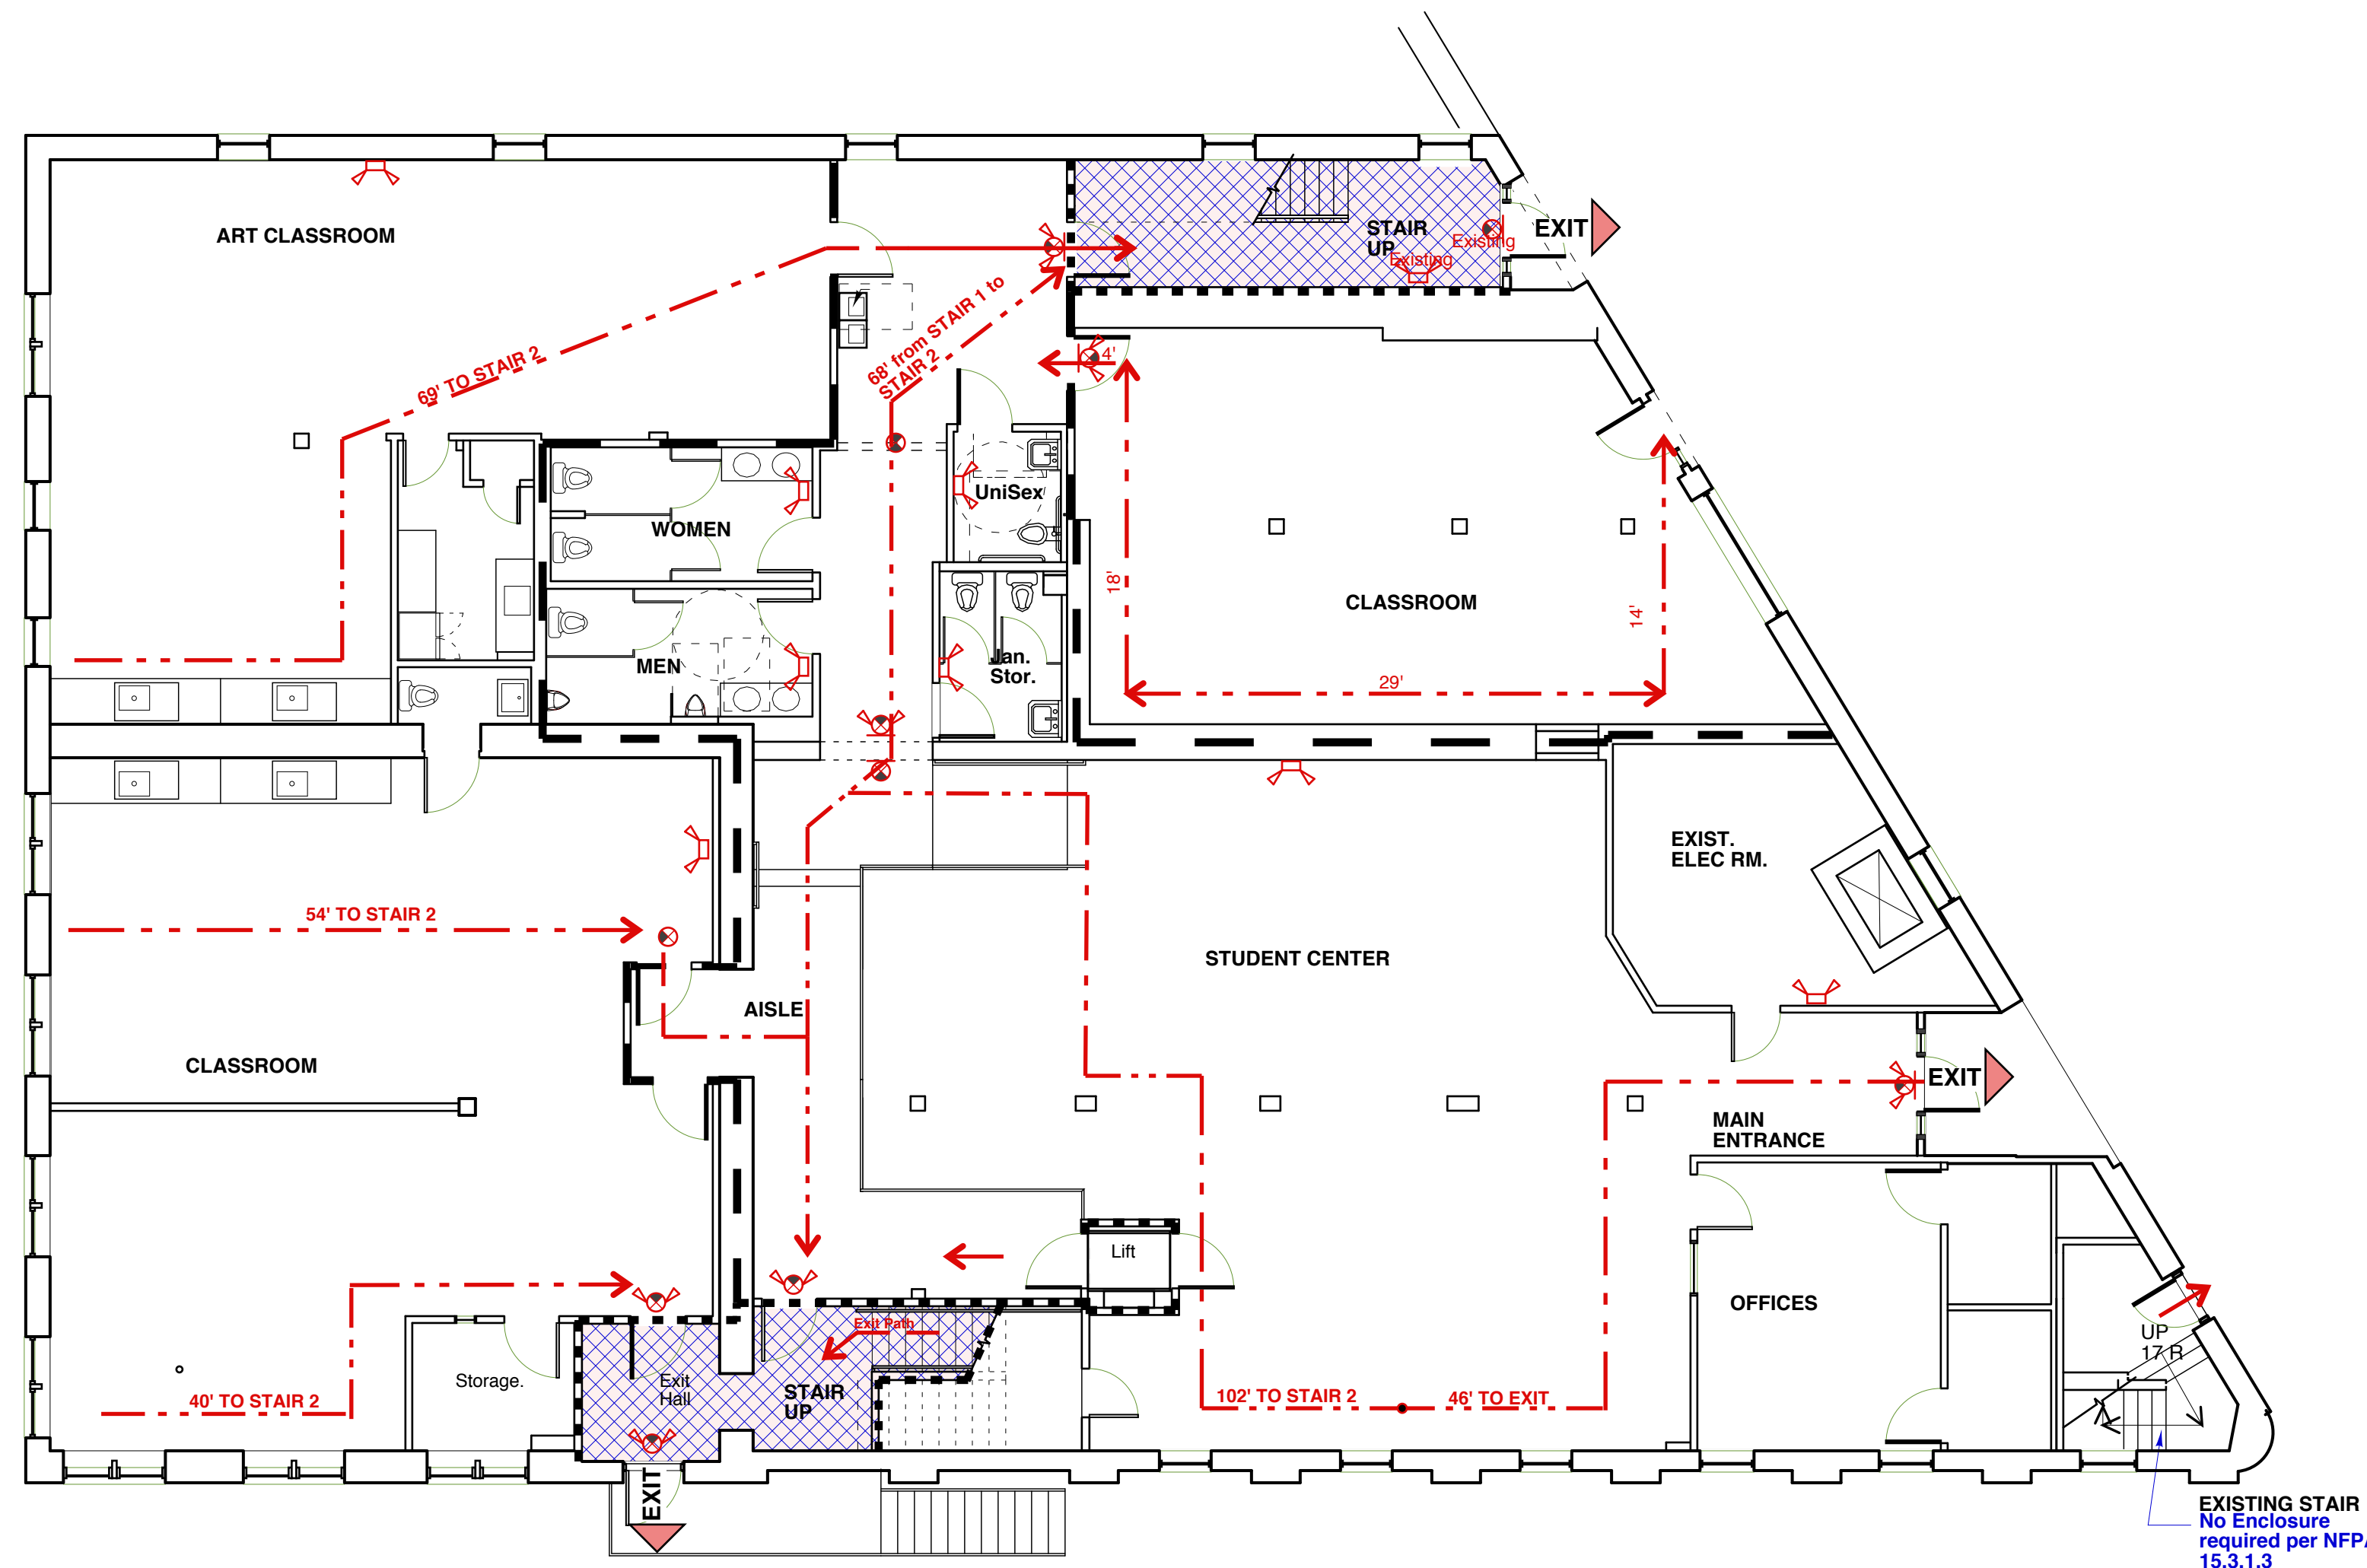 ART CLASSROOM
STAIR
UP
Existing
Existing
EXIT
69' TO STAIR 2
68' from STAIR 1 to
STAIR 2
4'
UniSex
WOMEN
18'
CLASSROOM
14'
MEN
Jan.
Stor.
29'
EXIST.
ELEC RM.
54' TO STAIR 2
STUDENT CENTER
AISLE
CLASSROOM
EXIT
MAIN
ENTRANCE
Lift
OFFICES
Exit Path
UP
17 R
Storage.
Exit
Hall
STAIR
UP
40' TO STAIR 2
102' TO STAIR 2
46' TO EXIT
EXIT
EXISTING STAIR
No Enclosure
required per NFPA
15.3.1.3